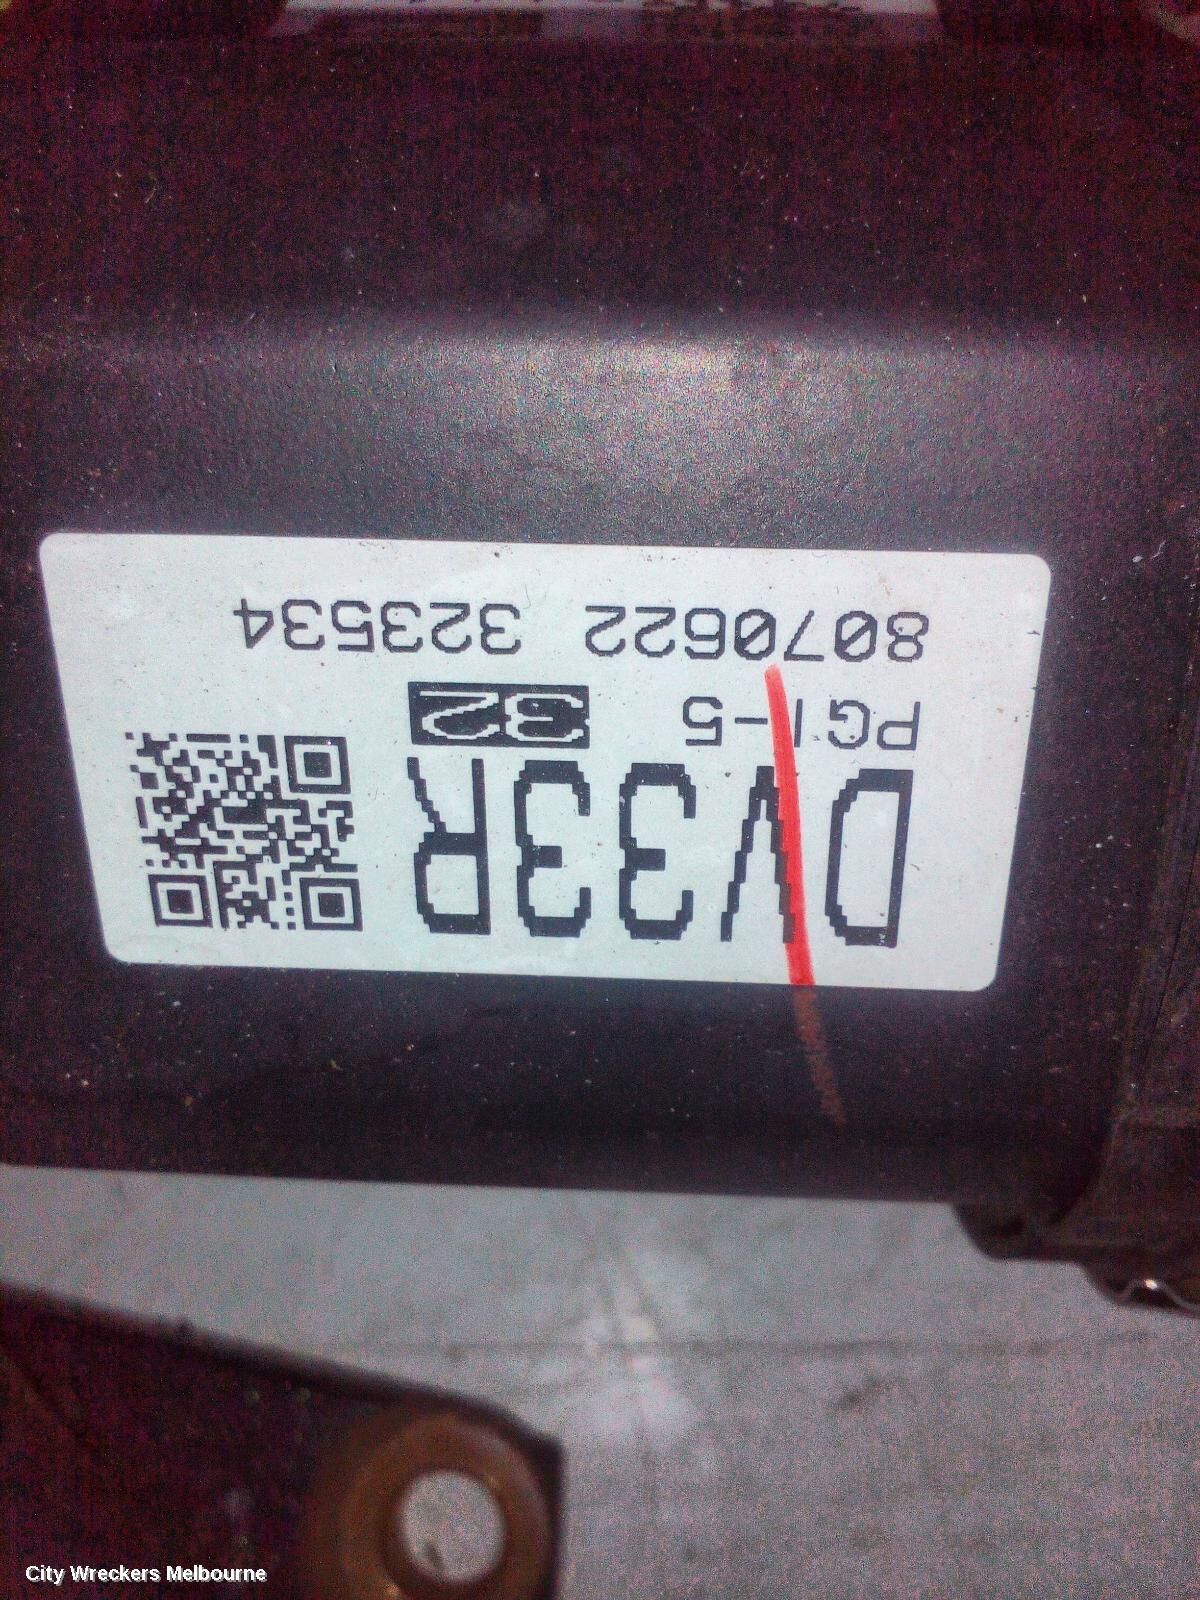 DV33R
PG1-5 32
8070622 323534
City Wreckers Melbourne